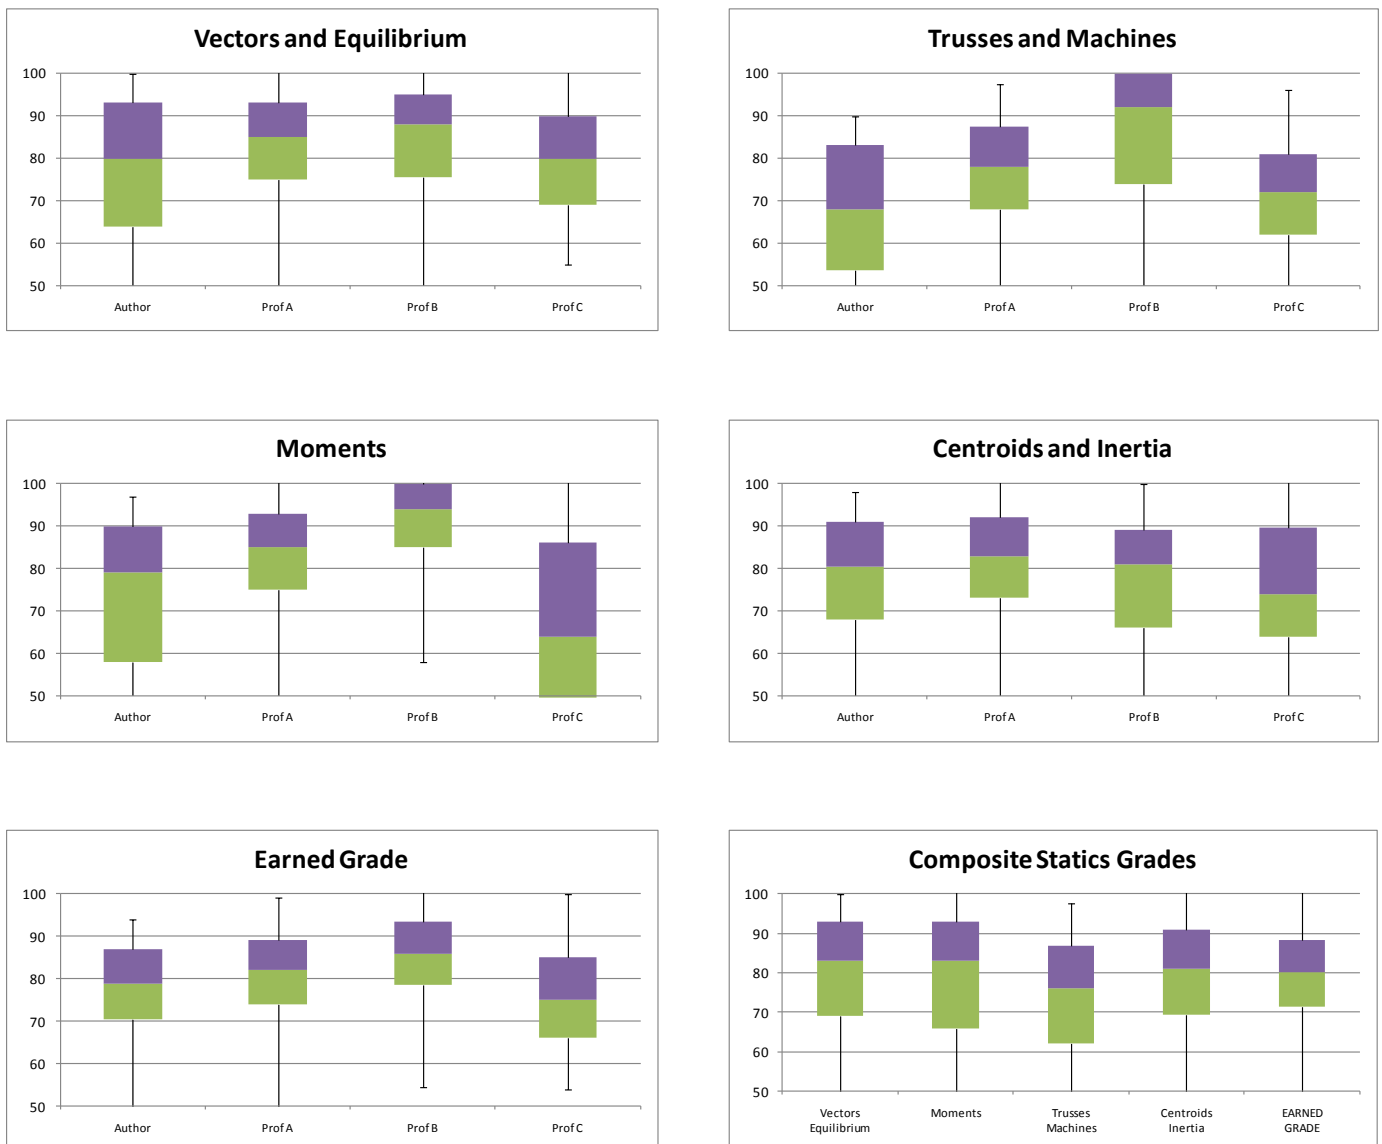 Vectors and Equilibrium
100
90
80
70
60
50
Author Prof A Prof B Prof C
Trusses and Machines
100
90
80
70
60
50
Author Prof A Prof B Prof C
Moments
100
90
80
70
60
50
Author Prof A Prof B Prof C
Centroids and Inertia
100
90
80
70
60
50
Author Prof A Prof B Prof C
Earned Grade
100
90
80
70
60
50
Author Prof A Prof B Prof C
Composite Statics Grades
100
90
80
70
60
50
Vectors Moments Trusses Centroids EARNED
Equilibrium Machines Inertia GRADE